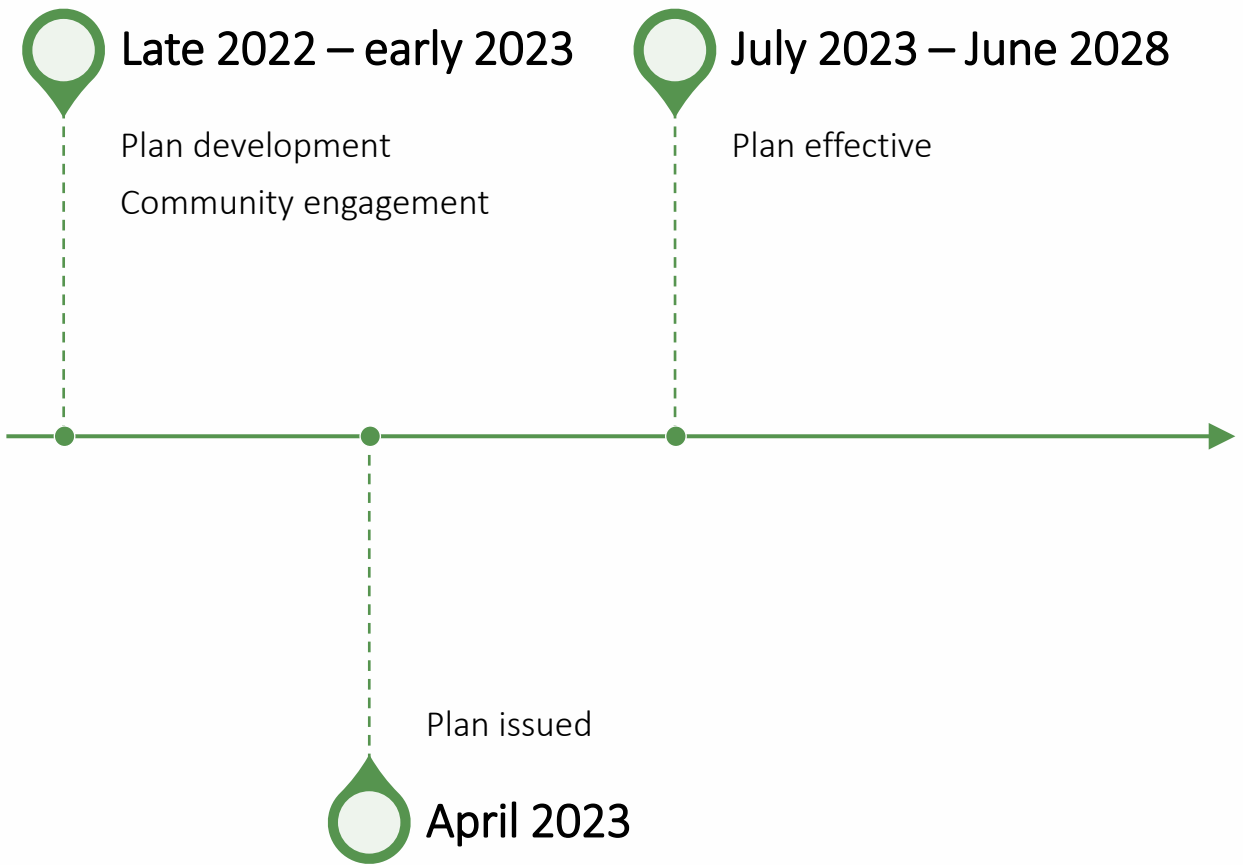 Late 2022 – early 2023
Plan development
Community engagement
July 2023 – June 2028
Plan effective
Plan issued
April 2023